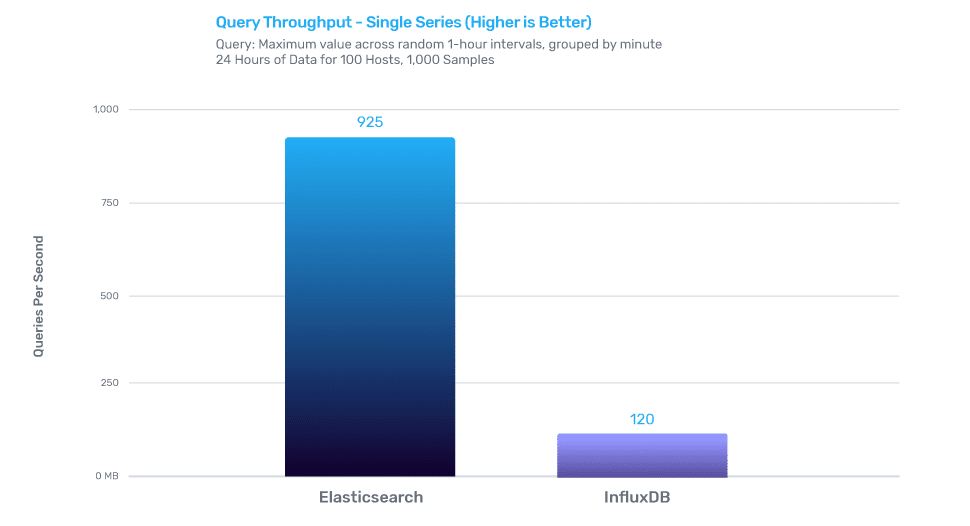 Query Throughput - Single Series (Higher is Better)
Query: Maximum value across random 1-hour intervals, grouped by minute
24 Hours of Data for 100 Hosts, 1,000 Samples
1,000
925
750
Queries Per Second
500
250
120
0 MB
Elasticsearch
InfluxDB